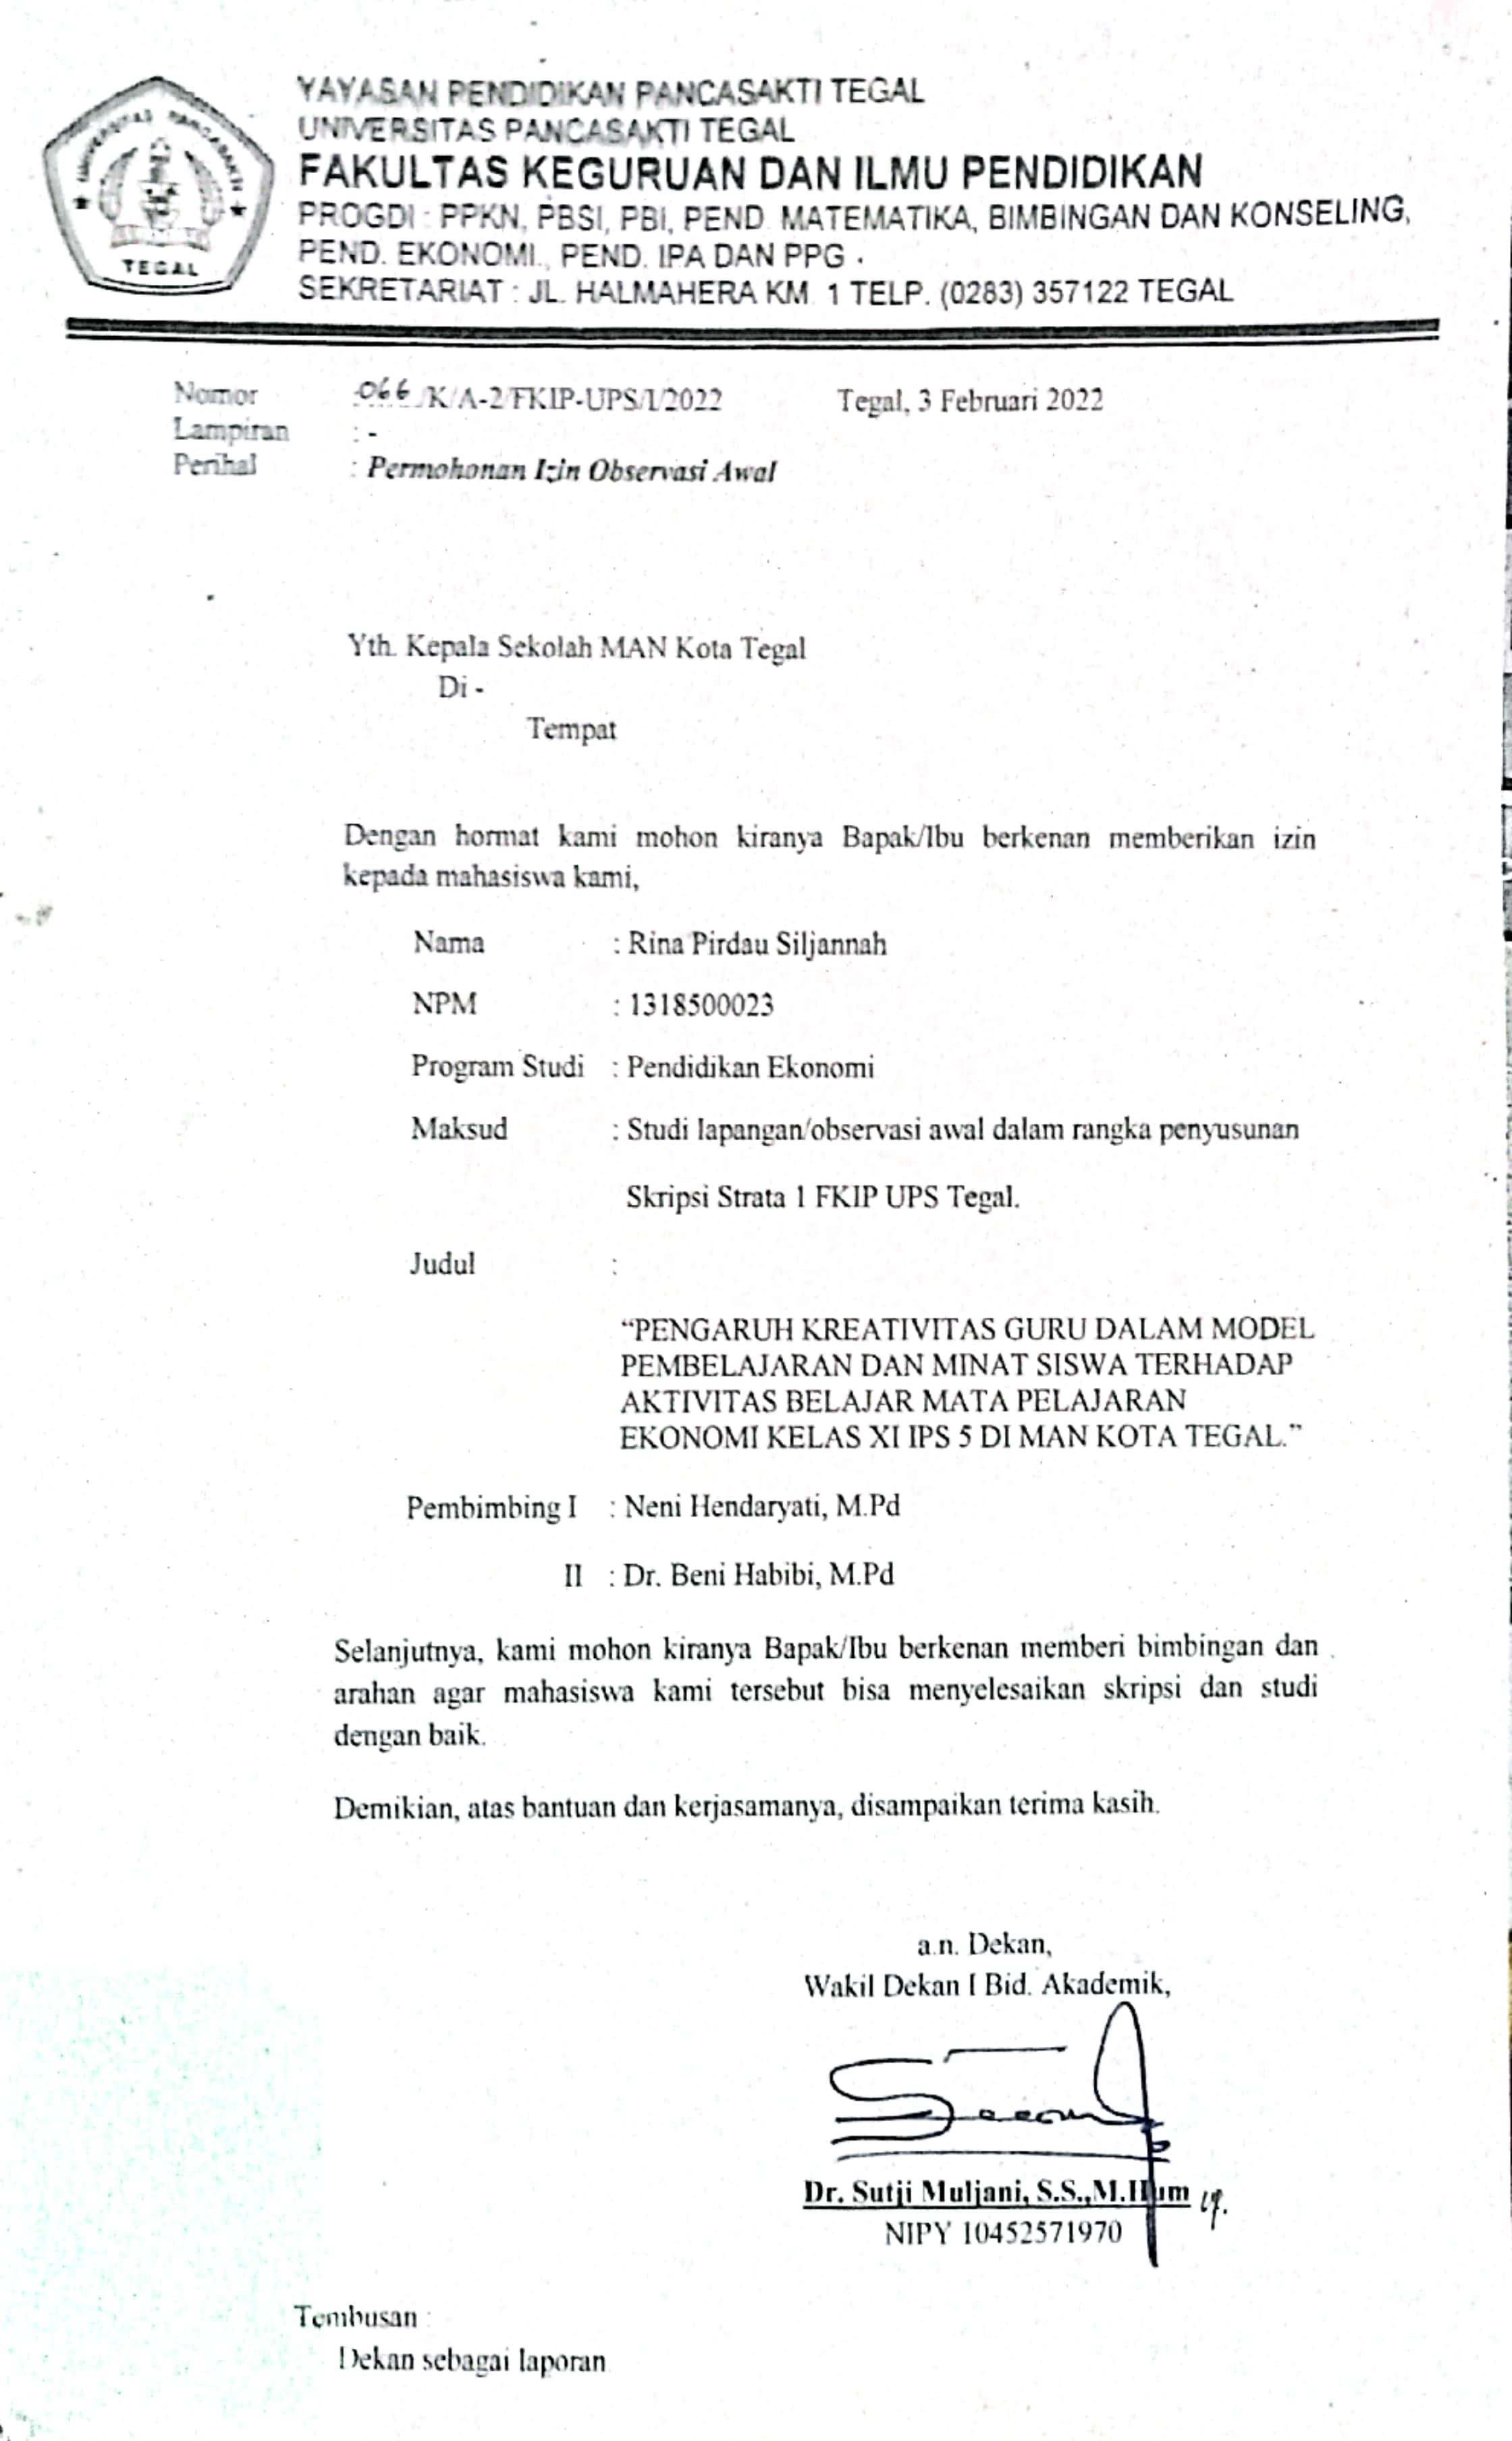 YAYASAN PENDIDIKAN PANCASAKTI TEGAL
UNIVERSITAS PANCASAKTI TEGAL
FAKULTAS KEGURUAN DAN ILMU PENDIDIKAN
PROGDI : PPKN, PBSI, PBI, PEND. MATEMATIKA, BIMBINGAN DAN KONSELING,
PEND. EKONOMI., PEND. IPA DAN PPG .
SEKRETARIAT : JL. HALMAHERA KM. 1 TELP. (0283) 357122 TEGAL
UNIVERSITAS PANCASAKTI
TEGAL
Nomor : 066 /K/A-2/FKIP-UPS/I/2022 Tegal, 3 Februari 2022
Lampiran : -
Perihal : Permohonan Izin Observasi Awal
Yth. Kepala Sekolah MAN Kota Tegal
Di -
Tempat
Dengan hormat kami mohon kiranya Bapak/Ibu berkenan memberikan izin
kepada mahasiswa kami,
Nama : Rina Pirdau Siljannah
NPM : 1318500023
Program Studi : Pendidikan Ekonomi
Maksud : Studi lapangan/observasi awal dalam rangka penyusunan
Skripsi Strata 1 FKIP UPS Tegal.
Judul :
“PENGARUH KREATIVITAS GURU DALAM MODEL
PEMBELAJARAN DAN MINAT SISWA TERHADAP
AKTIVITAS BELAJAR MATA PELAJARAN
EKONOMI KELAS XI IPS 5 DI MAN KOTA TEGAL.”
Pembimbing I : Neni Hendaryati, M.Pd
II : Dr. Beni Habibi, M.Pd
Selanjutnya, kami mohon kiranya Bapak/Ibu berkenan memberi bimbingan dan
arahan agar mahasiswa kami tersebut bisa menyelesaikan skripsi dan studi
dengan baik.
Demikian, atas bantuan dan kerjasamanya, disampaikan terima kasih.
a.n. Dekan,
Wakil Dekan I Bid. Akademik,
Dr. Sutji Muljani, S.S.,M.Hum
NIPY 10452571970
Tembusan :
Dekan sebagai laporan